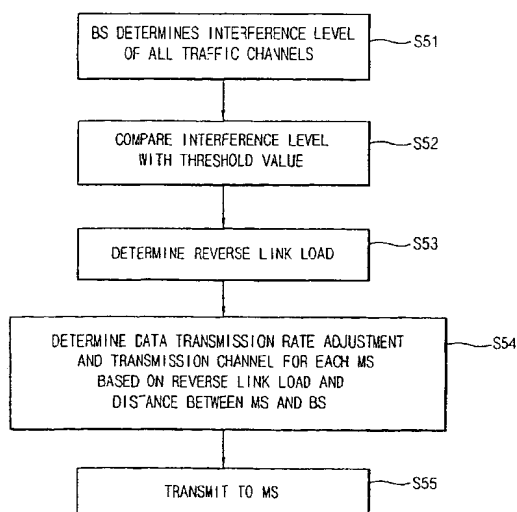 BS DETERMINES INTERFERENCE LEVEL
OF ALL TRAFFIC CHANNELS
S51
COMPARE INTERFERENCE LEVEL
WITH THRESHOLD VALUE
S52
DETERMINE REVERSE LINK LOAD
S53
DETERMINE DATA TRANSMISSION RATE ADJUSTMENT
AND TRANSMISSION CHANNEL FOR EACH MS
BASED ON REVERSE LINK LOAD AND
DISTANCE BETWEEN MS AND BS
S54
TRANSMIT TO MS
S55